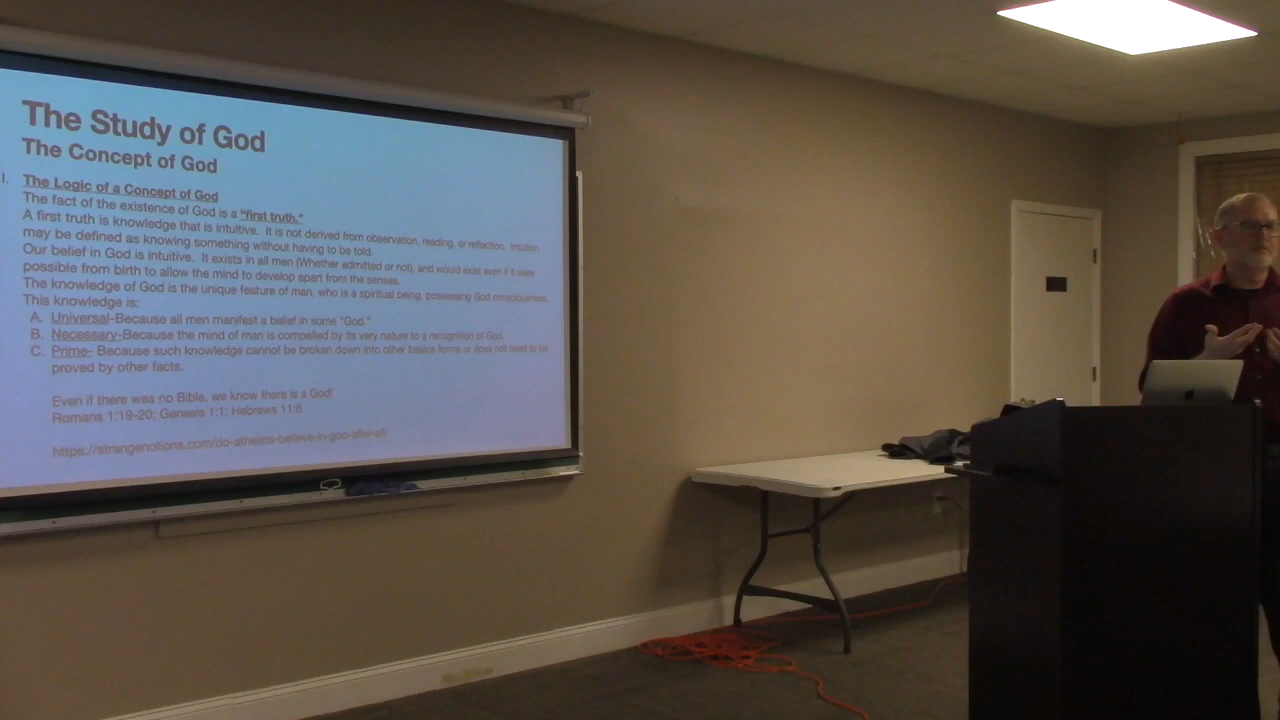 The Study of God
The Concept of God
I. The Logic of a Concept of God
The fact of the existence of God is a "first truth."
A first truth is knowledge that is intuitive. It is not derived from observation, reading, or reflection. Intuition
may be defined as knowing something without having to be told.
Our belief in God is intuitive. It exists in all men (Whether admitted or not), and would exist even if it were
possible from birth to allow the mind to develop apart from the senses.
The knowledge of God is the unique feature of man, who is a spiritual being, possessing God consciousness.
This knowledge is:
A. Universal-Because all men manifest a belief in some "God."
B. Necessary-Because the mind of man is compelled by its very nature to a recognition of God.
C. Prime- Because such knowledge cannot be broken down into other basics forms or does not need to be
proved by other facts.
Even if there was no Bible, we know there is a God!
Romans 1:19-20; Genesis 1:1; Hebrews 11:6
https://strangenotions.com/do-atheists-believe-in-god-after-all/